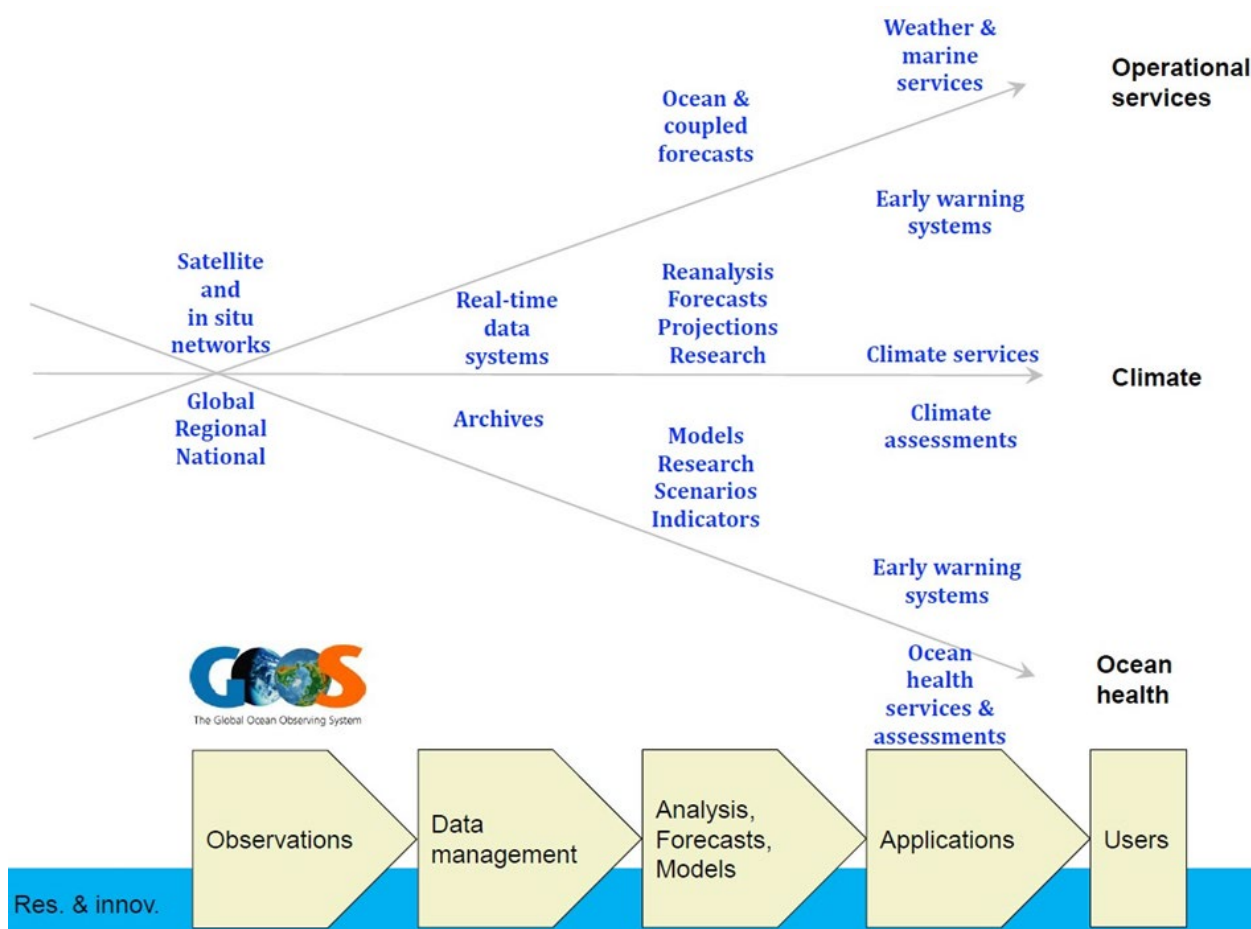 Weather &
marine
services
Operational
services
Ocean &
coupled
forecasts
Early warning
systems
Satellite
and
in situ
networks
Real-time
data
systems
Reanalysis
Forecasts
Projections
Research
Climate services
Climate
Global
Regional
National
Archives
Models
Research
Scenarios
Indicators
Climate
assessments
Early warning
systems
Ocean
health
services &
assessments
Ocean
health
GOOS
The Global Ocean Observing System
Observations
Data
management
Analysis,
Forecasts,
Models
Applications
Users
Res. & innov.